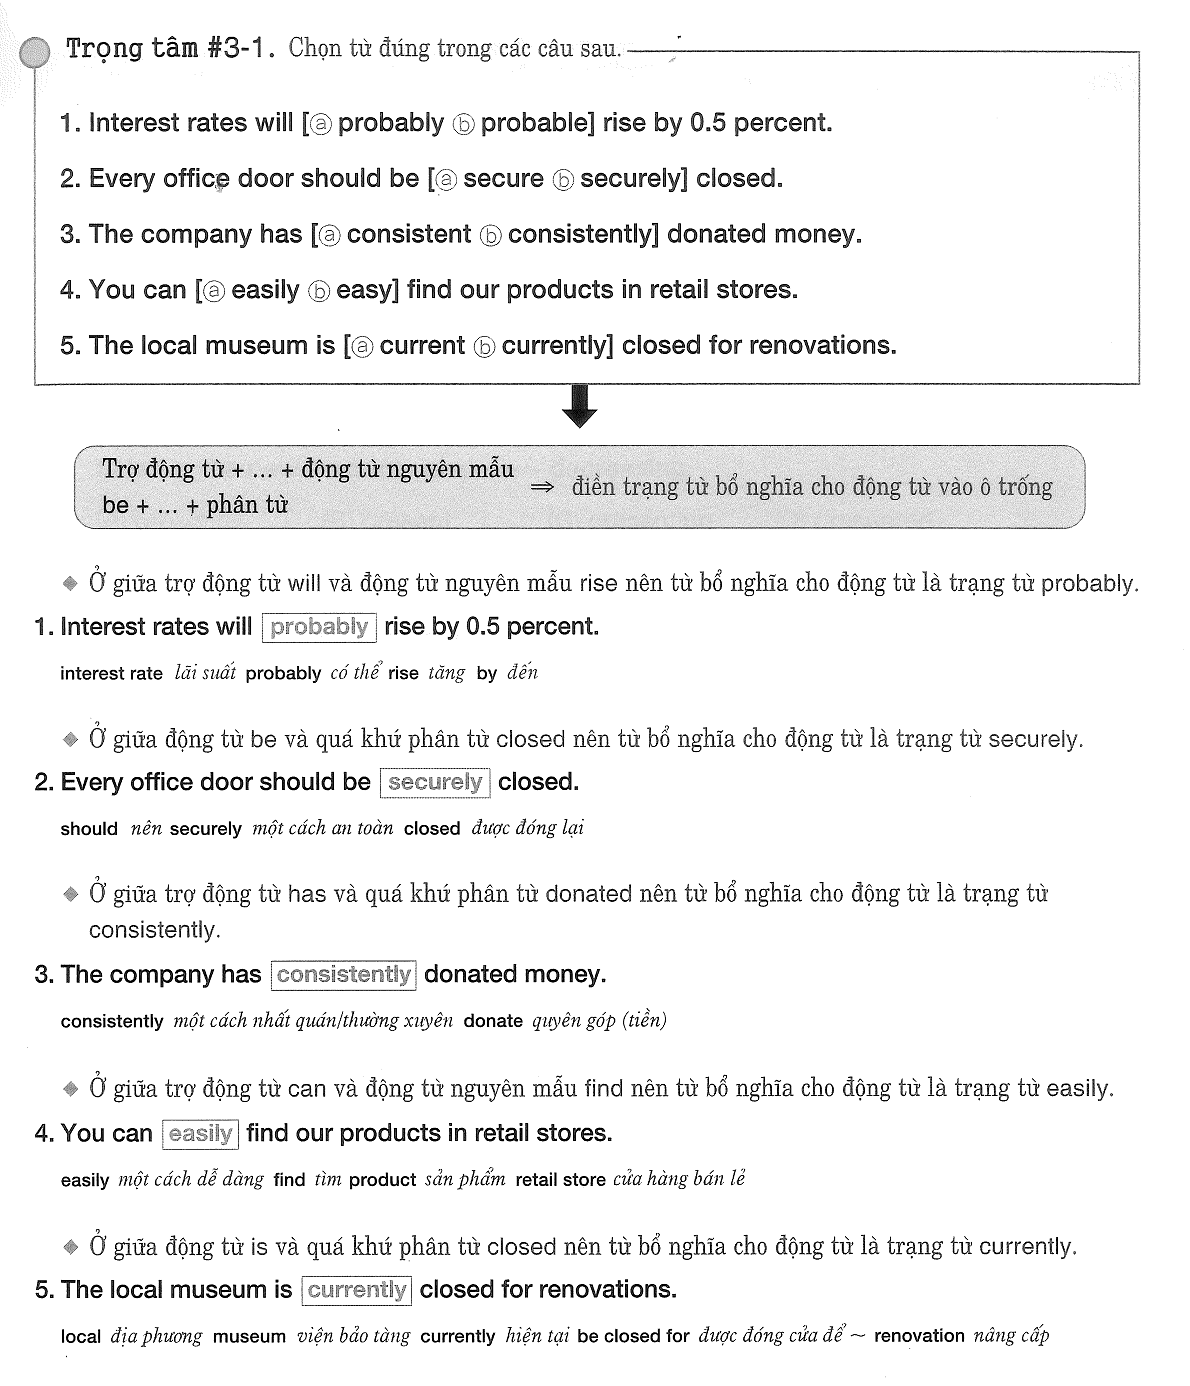 Trọng tâm #3-1. Chọn từ đúng trong các câu sau.
1. Interest rates will [ⓐ probably ⓑ probable] rise by 0.5 percent.
2. Every office door should be [ⓐ secure ⓑ securely] closed.
3. The company has [ⓐ consistent ⓑ consistently] donated money.
4. You can [ⓐ easily ⓑ easy] find our products in retail stores.
5. The local museum is [ⓐ current ⓑ currently] closed for renovations.
Trợ động từ + ... + động từ nguyên mẫu
be + ... + phân từ
⇒ điền trạng từ bổ nghĩa cho động từ vào ô trống
◆ Ở giữa trợ động từ will và động từ nguyên mẫu rise nên từ bổ nghĩa cho động từ là trạng từ probably.
1. Interest rates will probably rise by 0.5 percent.
interest rate lãi suất probably có thể rise tăng by đến
◆ Ở giữa động từ be và quá khứ phân từ closed nên từ bổ nghĩa cho động từ là trạng từ securely.
2. Every office door should be securely closed.
should nên securely một cách an toàn closed được đóng lại
◆ Ở giữa trợ động từ has và quá khứ phân từ donated nên từ bổ nghĩa cho động từ là trạng từ
consistently.
3. The company has consistently donated money.
consistently một cách nhất quán/thường xuyên donate quyên góp (tiền)
◆ Ở giữa trợ động từ can và động từ nguyên mẫu find nên từ bổ nghĩa cho động từ là trạng từ easily.
4. You can easily find our products in retail stores.
easily một cách dễ dàng find tìm product sản phẩm retail store cửa hàng bán lẻ
◆ Ở giữa động từ is và quá khứ phân từ closed nên từ bổ nghĩa cho động từ là trạng từ currently.
5. The local museum is currently closed for renovations.
local địa phương museum viện bảo tàng currently hiện tại be closed for được đóng cửa để ~ renovation nâng cấp